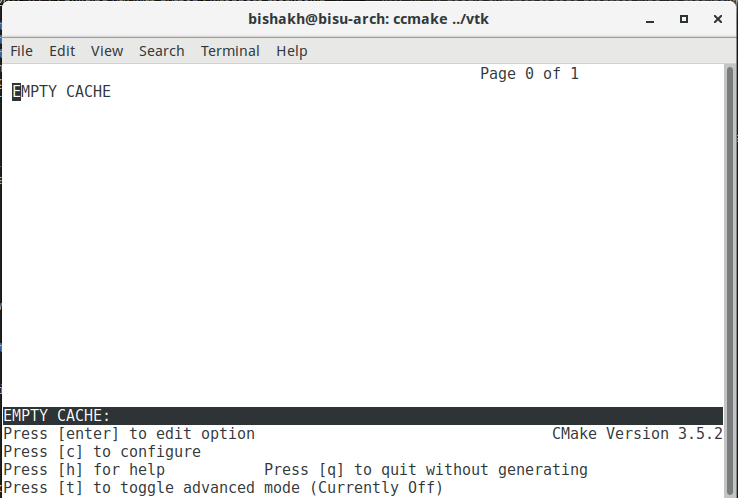 bishakh@bisu-arch: ccmake ../vtk
File Edit View Search Terminal Help
Page 0 of 1
EMPTY CACHE
EMPTY CACHE:
Press [enter] to edit option CMake Version 3.5.2
Press [c] to configure
Press [h] for help Press [q] to quit without generating
Press [t] to toggle advanced mode (Currently Off)